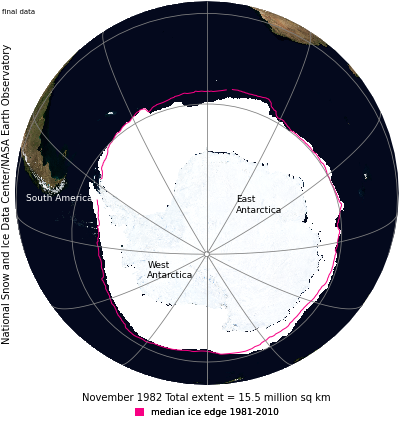 final data
National Snow and Ice Data Center/NASA Earth Observatory
South America
East
Antarctica
West
Antarctica
November 1982 Total extent = 15.5 million sq km
median ice edge 1981-2010